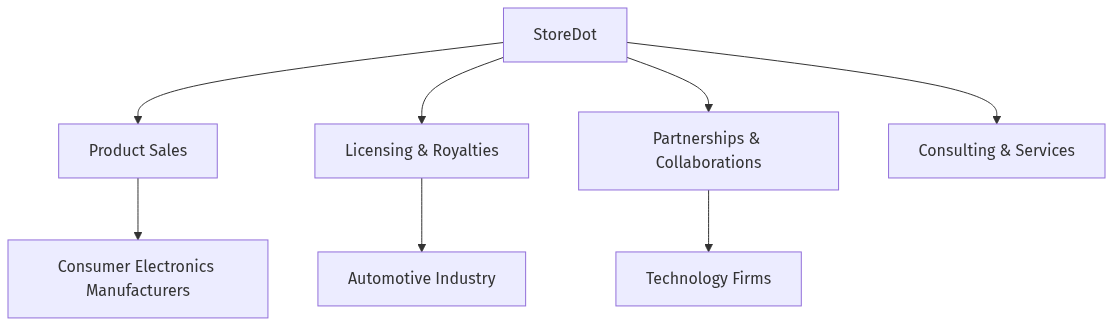 StoreDot
Product Sales
Licensing & Royalties
Partnerships &
Collaborations
Consulting & Services
Consumer Electronics
Manufacturers
Automotive Industry
Technology Firms